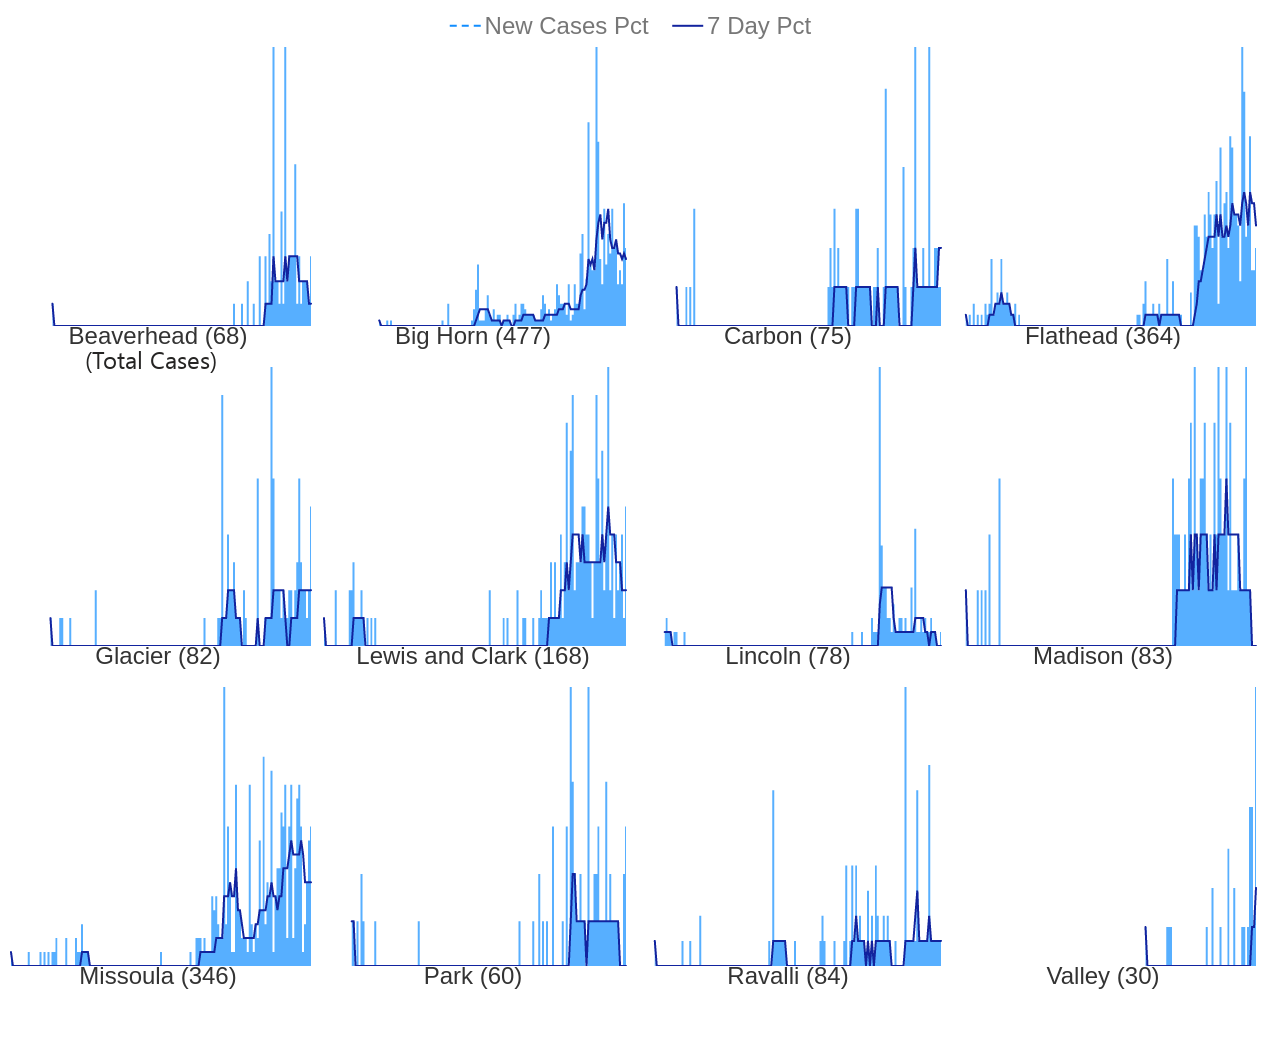 New Cases Pct 7 Day Pct
Beaverhead (68) Big Horn (477) Carbon (75) Flathead (364)
(Total Cases)
Glacier (82) Lewis and Clark (168) Lincoln (78) Madison (83)
Missoula (346) Park (60) Ravalli (84) Valley (30)